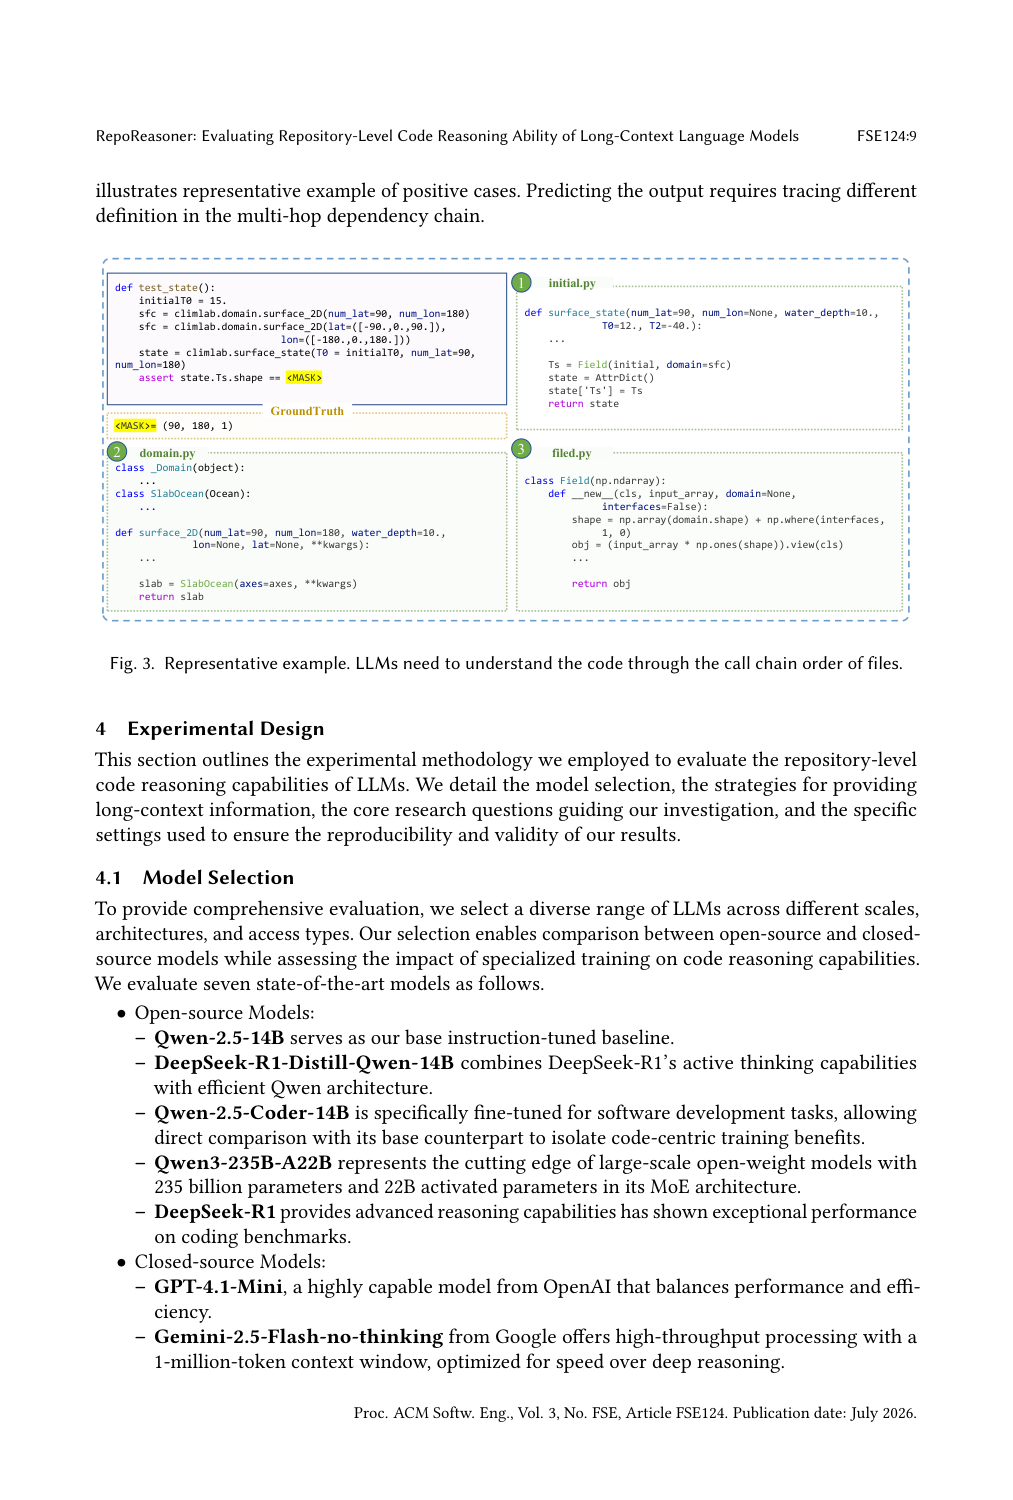 RepoReasoner: Evaluating Repository-Level Code Reasoning Ability of Long-Context Language Models FSE124:9
illustrates representative example of positive cases. Predicting the output requires tracing different
definition in the multi-hop dependency chain.
def test_state():
initialT0 = 15.
sfc = climlab.domain.surface_2D(num_lat=90, num_lon=180)
sfc = climlab.domain.surface_2D(lat=([-90.,0.,90.]),
lon=([-180.,0.,180.]))
state = climlab.surface_state(T0 = initialT0, num_lat=90,
num_lon=180)
assert state.Ts.shape == <MASK>
GroundTruth
<MASK>= (90, 180, 1)
1 initial.py
def surface_state(num_lat=90, num_lon=None, water_depth=10.,
T0=12., T2=-40.):
...
Ts = Field(initial, domain=sfc)
state = AttrDict()
state['Ts'] = Ts
return state
2 domain.py
class _Domain(object):
...
class SlabOcean(Ocean):
...
def surface_2D(num_lat=90, num_lon=180, water_depth=10.,
lon=None, lat=None, **kwargs):
...
slab = SlabOcean(axes=axes, **kwargs)
return slab
3 filed.py
class Field(np.ndarray):
def __new__(cls, input_array, domain=None,
interfaces=False):
shape = np.array(domain.shape) + np.where(interfaces,
1, 0)
obj = (input_array * np.ones(shape)).view(cls)
...
return obj
Fig. 3. Representative example. LLMs need to understand the code through the call chain order of files.
4 Experimental Design
This section outlines the experimental methodology we employed to evaluate the repository-level
code reasoning capabilities of LLMs. We detail the model selection, the strategies for providing
long-context information, the core research questions guiding our investigation, and the specific
settings used to ensure the reproducibility and validity of our results.
4.1 Model Selection
To provide comprehensive evaluation, we select a diverse range of LLMs across different scales,
architectures, and access types. Our selection enables comparison between open-source and closed-
source models while assessing the impact of specialized training on code reasoning capabilities.
We evaluate seven state-of-the-art models as follows.
• Open-source Models:
– Qwen-2.5-14B serves as our base instruction-tuned baseline.
– DeepSeek-R1-Distill-Qwen-14B combines DeepSeek-R1's active thinking capabilities
with efficient Qwen architecture.
– Qwen-2.5-Coder-14B is specifically fine-tuned for software development tasks, allowing
direct comparison with its base counterpart to isolate code-centric training benefits.
– Qwen3-235B-A22B represents the cutting edge of large-scale open-weight models with
235 billion parameters and 22B activated parameters in its MoE architecture.
– DeepSeek-R1 provides advanced reasoning capabilities has shown exceptional performance
on coding benchmarks.
• Closed-source Models:
– GPT-4.1-Mini, a highly capable model from OpenAI that balances performance and effi-
ciency.
– Gemini-2.5-Flash-no-thinking from Google offers high-throughput processing with a
1-million-token context window, optimized for speed over deep reasoning.
Proc. ACM Softw. Eng., Vol. 3, No. FSE, Article FSE124. Publication date: July 2026.